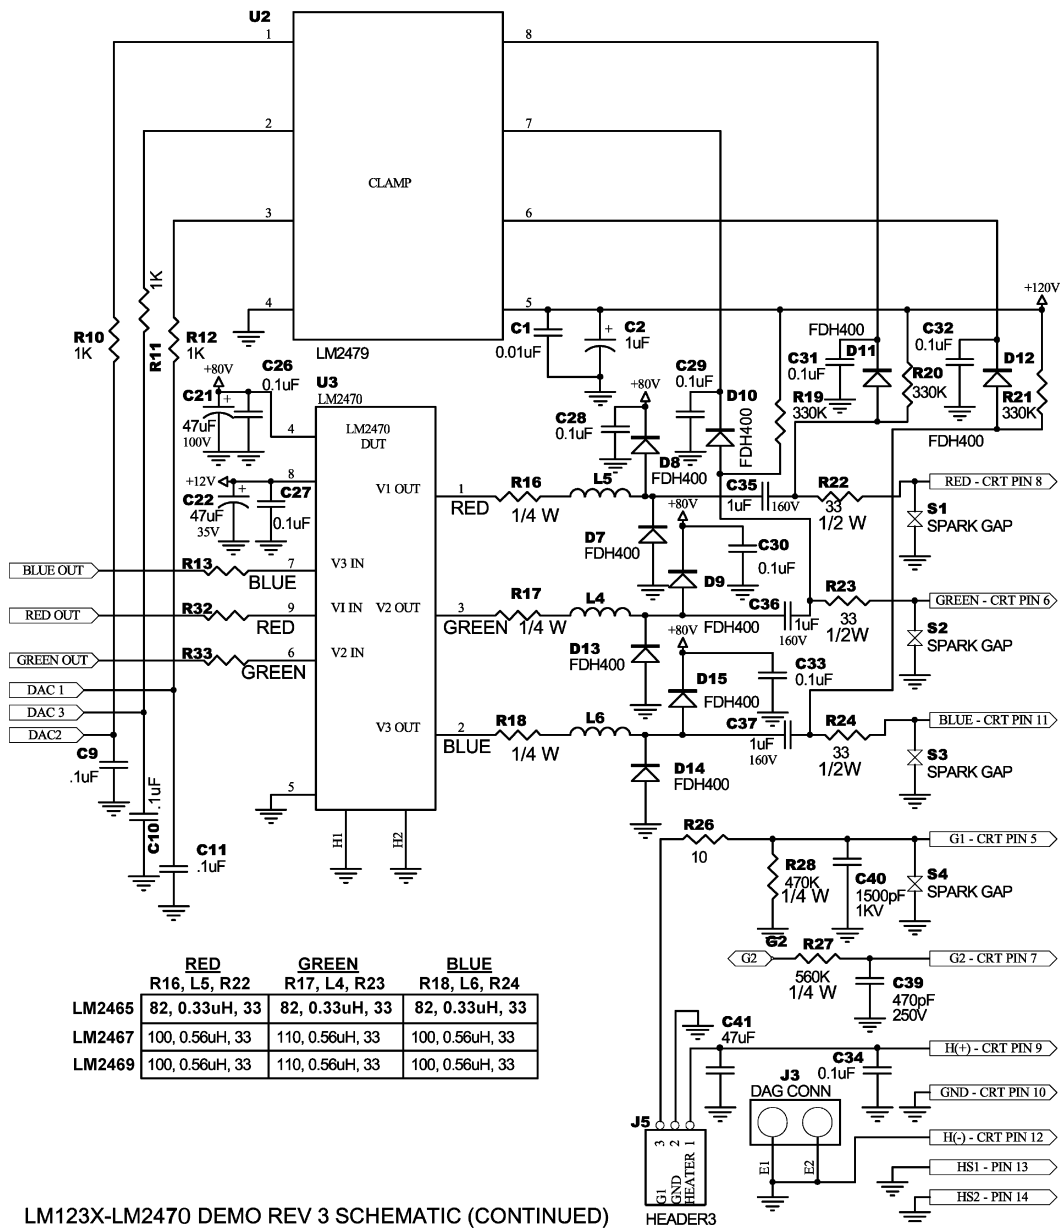 U2
1
8
2
7
CLAMP
3
6
4
5
+120V
LM2479
R10
1K
R11
1K
R12
1K
C1
0.01uF
C2
1uF
C26
0.1uF
+80V
C21
47uF
100V
U3
LM2470
LM2470
DUT
4
+80V
C28
0.1uF
C29
0.1uF
D10
FDH400
R19
330K
C31
0.1uF
FDH400
D11
R20
330K
C32
0.1uF
D12
R21
330K
FDH400
+12V
C22
47uF
35V
C27
0.1uF
8
V1 OUT
1
RED
R16
1/4 W
L5
D8
FDH400
C35
1uF
160V
R22
33
1/2 W
RED - CRT PIN 8
S1
SPARK GAP
D7
FDH400
+80V
C30
0.1uF
BLUE OUT
R13
7
BLUE
V3 IN
RED OUT
R32
9
RED
VI IN
V2 OUT
3
GREEN
R17
1/4 W
L4
D9
FDH400
C36
1uF
160V
R23
33
1/2W
GREEN - CRT PIN 6
S2
SPARK GAP
GREEN OUT
R33
6
GREEN
V2 IN
D13
FDH400
+80V
C33
0.1uF
D15
FDH400
DAC 1
DAC 3
DAC2
V3 OUT
2
BLUE
R18
1/4 W
L6
C37
1uF
160V
R24
33
1/2W
BLUE - CRT PIN 11
S3
SPARK GAP
C9
.1uF
C10
.1uF
C11
.1uF
5
H1
H2
D14
FDH400
R26
10
G1 - CRT PIN 5
R28
470K
1/4 W
C40
1500pF
1KV
S4
SPARK GAP
G2
G2
R27
560K
1/4 W
G2 - CRT PIN 7
C39
470pF
250V
RED GREEN BLUE
R16, L5, R22 R17, L4, R23 R18, L6, R24
LM2465 82, 0.33uH, 33 82, 0.33uH, 33 82, 0.33uH, 33
LM2467 100, 0.56uH, 33 110, 0.56uH, 33 100, 0.56uH, 33
LM2469 100, 0.56uH, 33 110, 0.56uH, 33 100, 0.56uH, 33
C41
47uF
H(+) - CRT PIN 9
C34
0.1uF
J3
DAG CONN
GND - CRT PIN 10
J5
3
2
1
G1
GND
HEATER
HEADER3
E1
E2
H(-) - CRT PIN 12
HS1 - PIN 13
HS2 - PIN 14
LM123X-LM2470 DEMO REV 3 SCHEMATIC (CONTINUED)